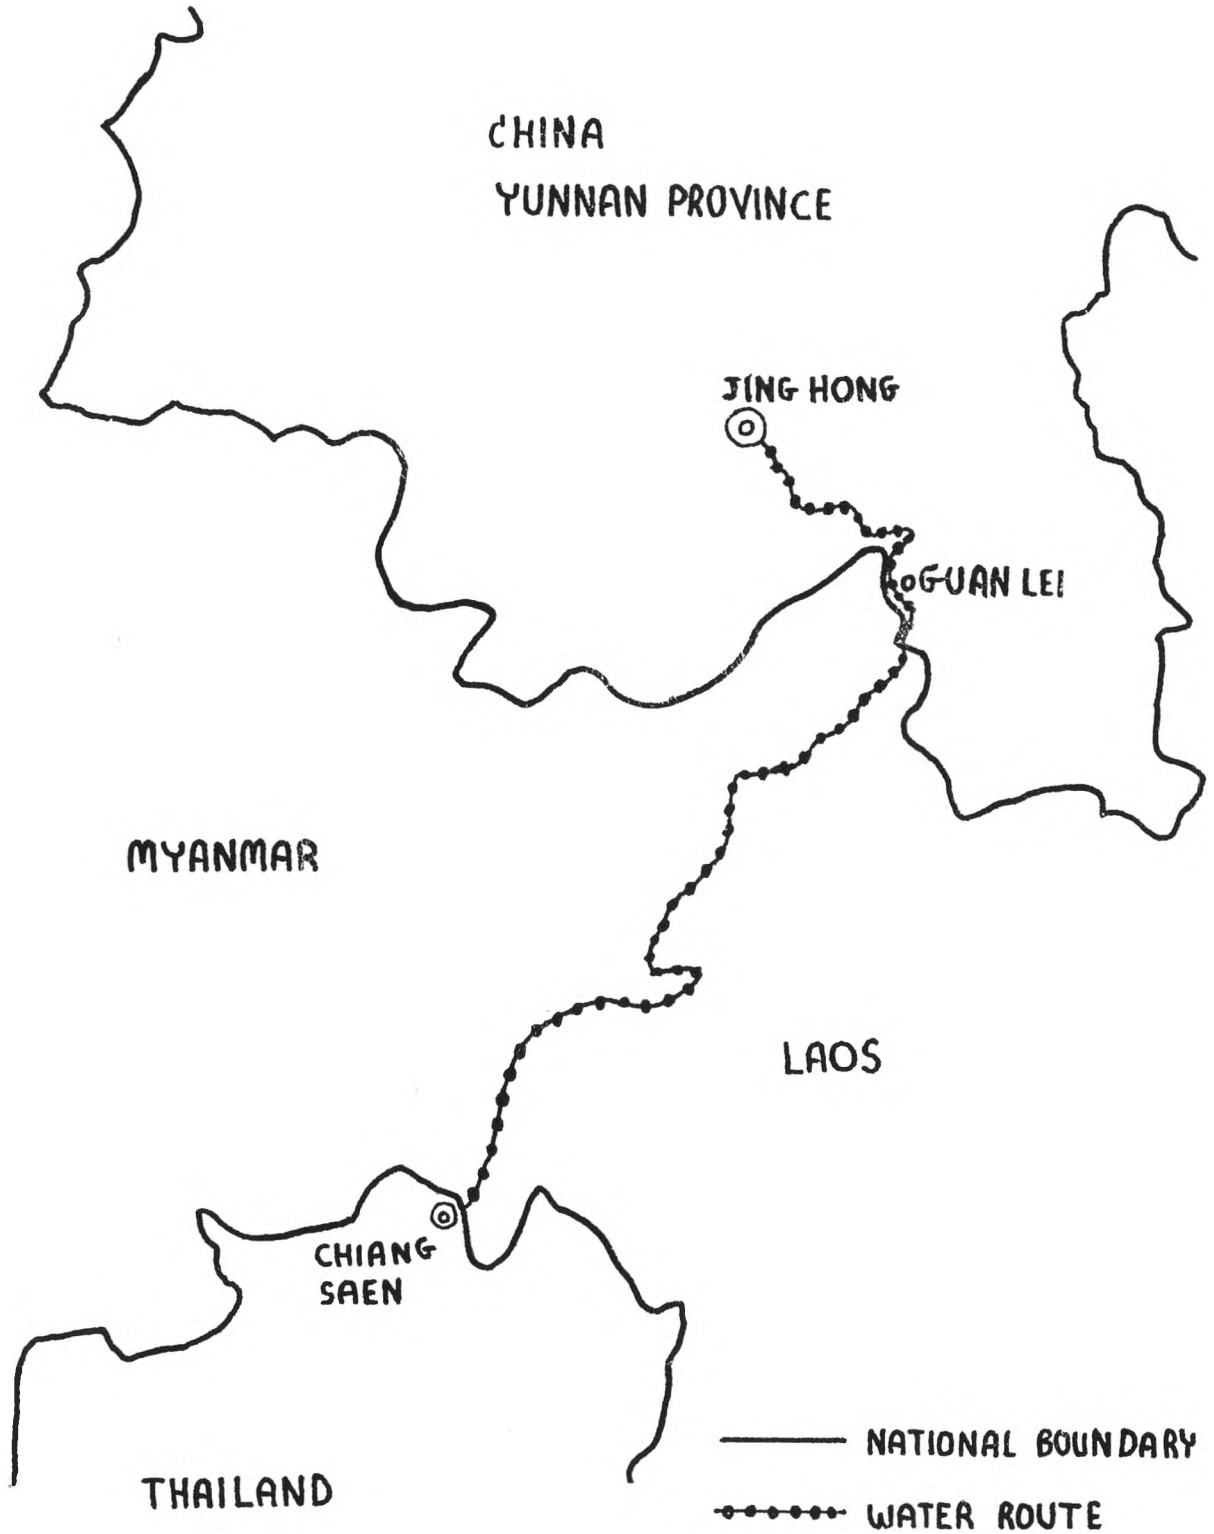 CHINA
YUNNAN PROVINCE
JING HONG
GUAN LEI
MYANMAR
LAOS
CHIANG
SAEN
NATIONAL BOUNDARY
THAILAND
WATER ROUTE